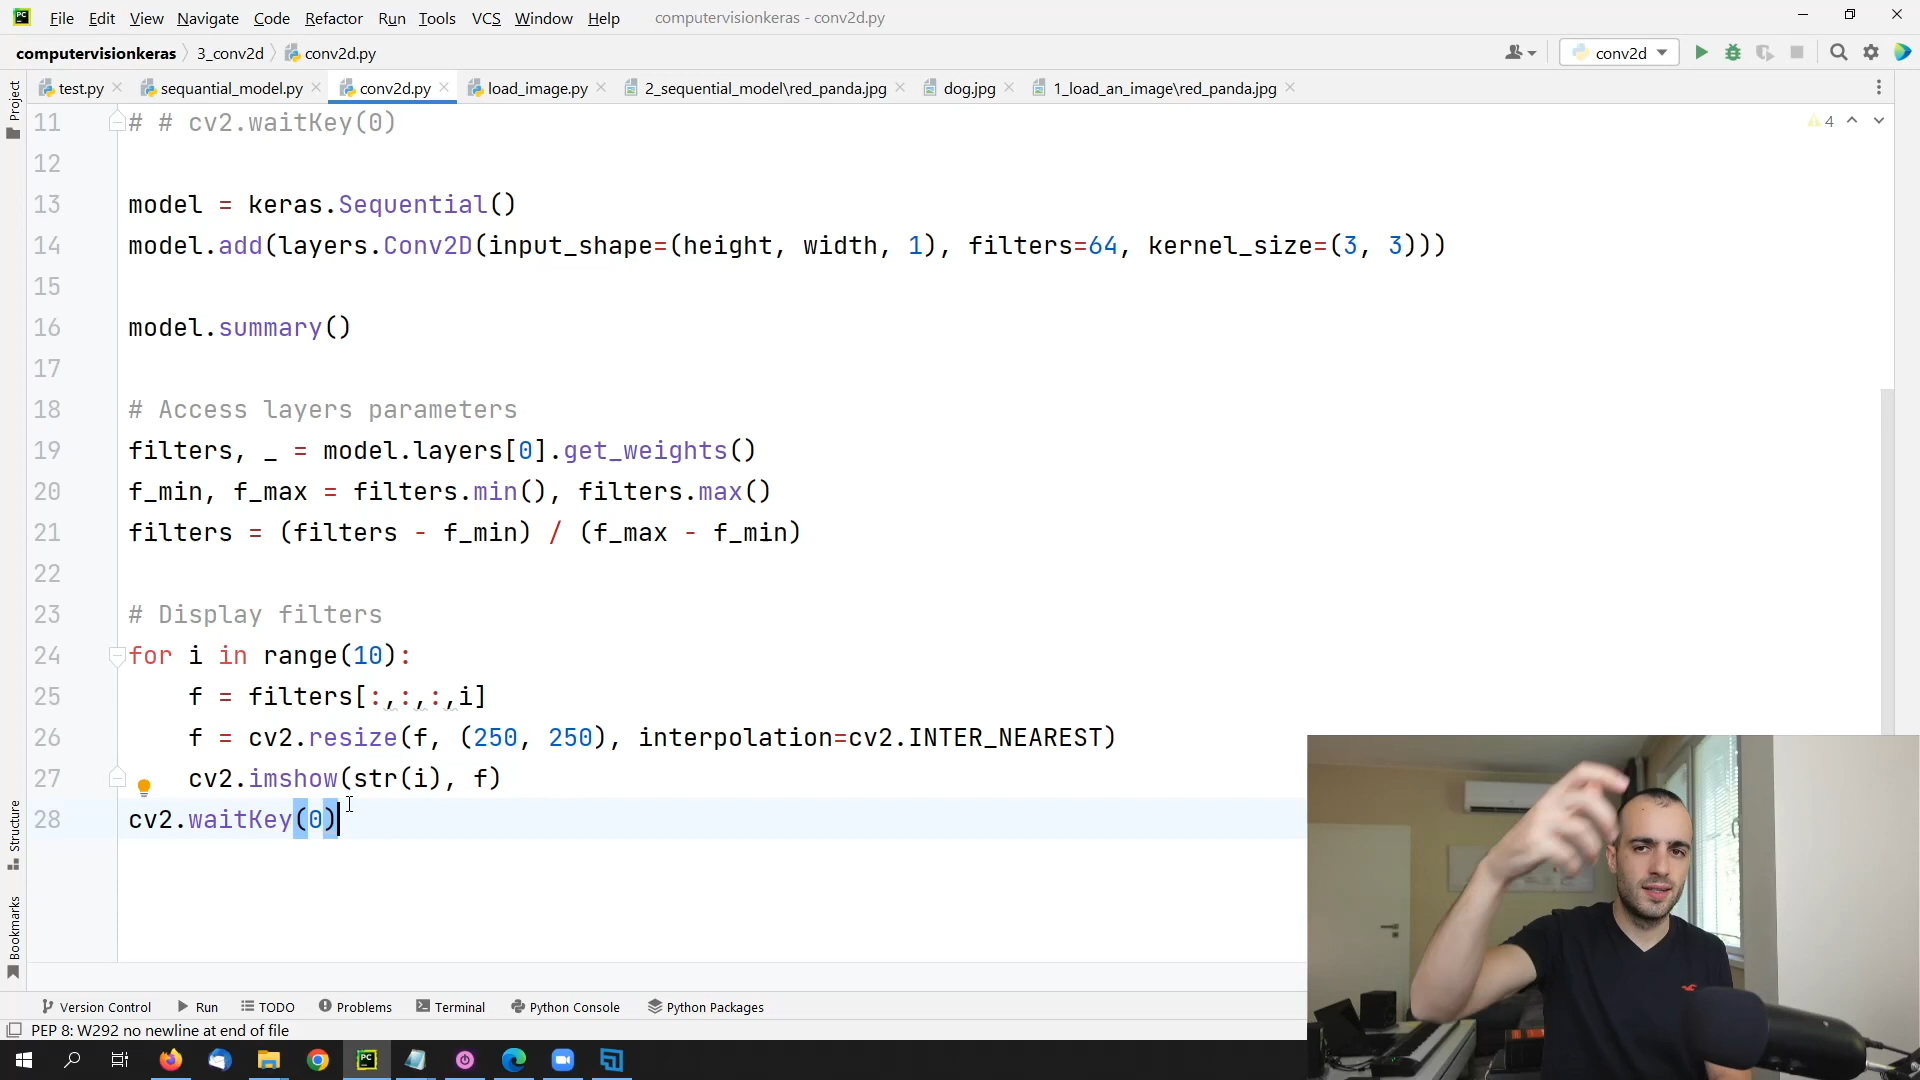 PC File Edit View Navigate Code Refactor Run Tools VCS Window Help computervisionkeras - conv2d.py
computervisionkeras 3_conv2d conv2d.py conv2d
test.py sequantial_model.py conv2d.py load_image.py 2_sequential_model\red_panda.jpg dog.jpg 1_load_an_image\red_panda.jpg
Project
11 # # cv2.waitKey(0) 4
12
13 model = keras.Sequential()
14 model.add(layers.Conv2D(input_shape=(height, width, 1), filters=64, kernel_size=(3, 3)))
15
16 model.summary()
17
18 # Access layers parameters
19 filters, _ = model.layers[0].get_weights()
20 f_min, f_max = filters.min(), filters.max()
21 filters = (filters - f_min) / (f_max - f_min)
22
23 # Display filters
24 for i in range(10):
25 f = filters[:,:,:,i]
26 f = cv2.resize(f, (250, 250), interpolation=cv2.INTER_NEAREST)
27 cv2.imshow(str(i), f)
28 cv2.waitKey(0)
Structure
Bookmarks
Version Control Run TODO Problems Terminal Python Console Python Packages
PEP 8: W292 no newline at end of file
PC